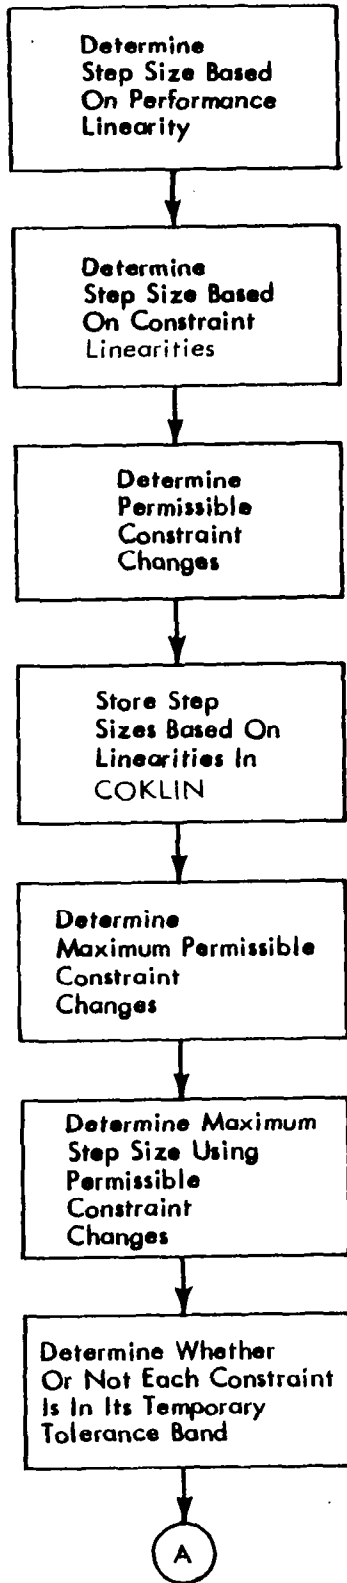 Determine
Step Size Based
On Performance
Linearity
Determine
Step Size Based
On Constraint
Linearities
Determine
Permissible
Constraint
Changes
Store Step
Sizes Based On
Linearities In
COKLIN
Determine
Maximum Permissible
Constraint
Changes
Determine Maximum
Step Size Using
Permissible
Constraint
Changes
Determine Whether
Or Not Each Constraint
Is In Its Temporary
Tolerance Band
A